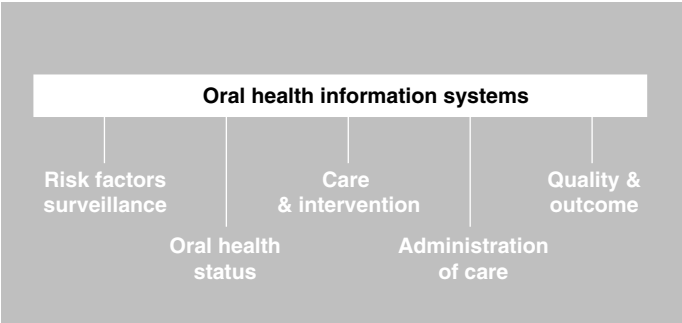 Oral health information systems
Risk factors
surveillance
Care
& intervention
Quality &
outcome
Oral health
status
Administration
of care